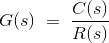 G(s) = C(s)/R(s)